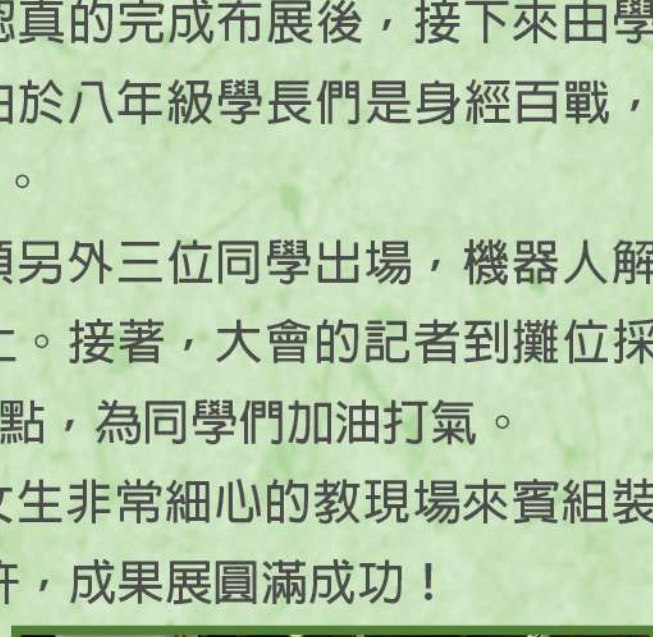 認真的完成布展後，接下來由學
由於八年級學長們是身經百戰，
。
另外三位同學出場，機器人解
。接著，大會的記者到攤位採
點，為同學們加油打氣。
女生非常細心的教現場來賓組裝
許，成果展圓滿成功！